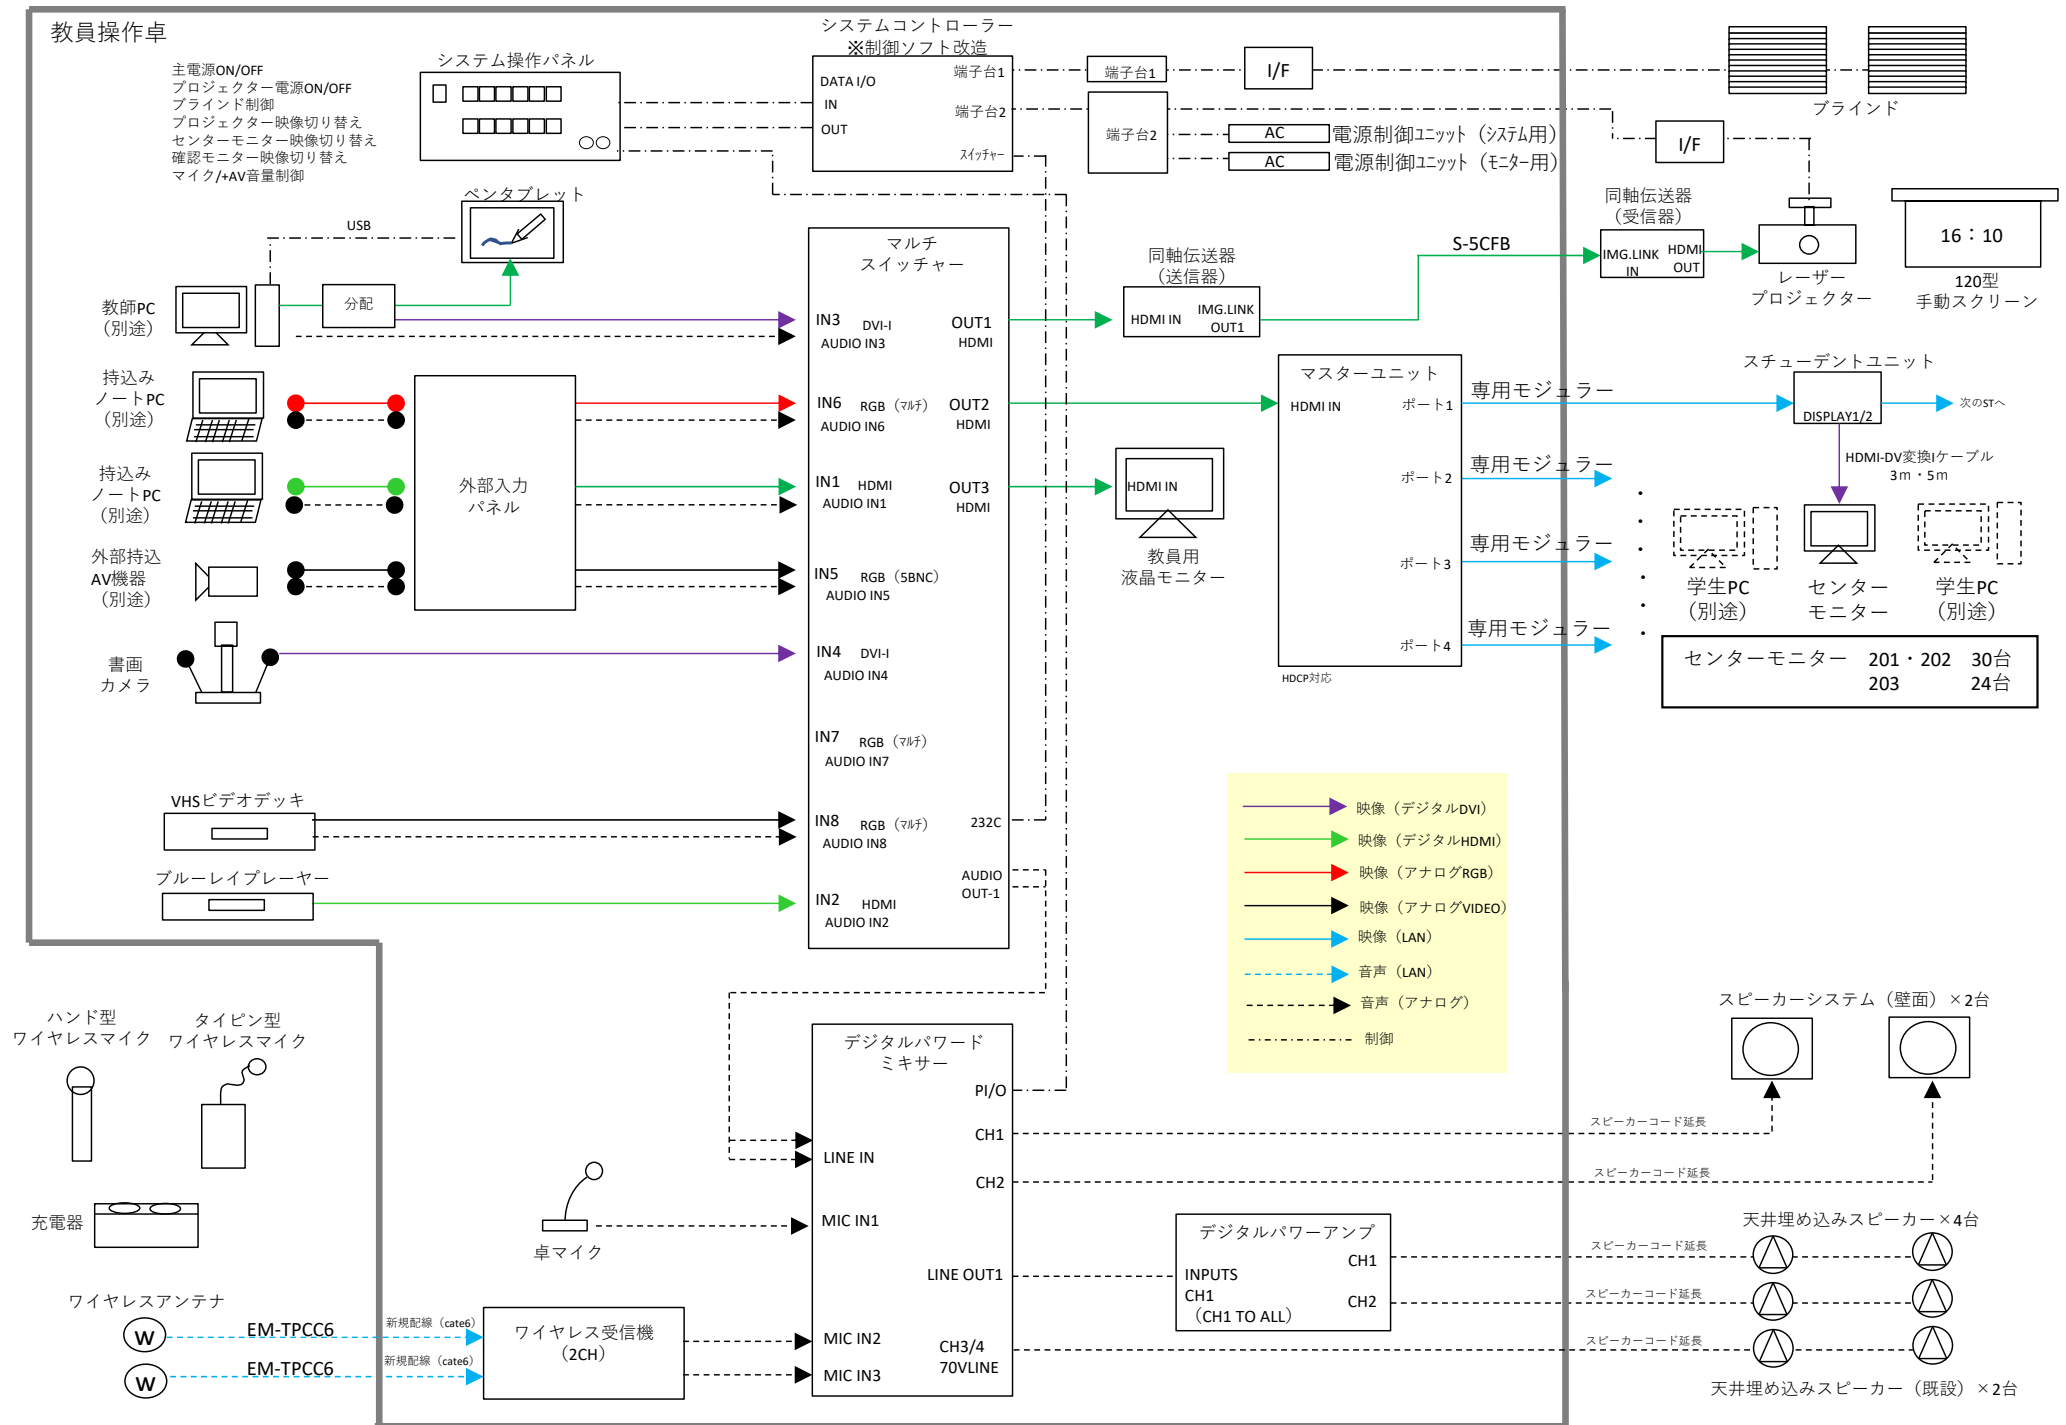 教員操作卓
主電源ON/OFF
プロジェクター電源ON/OFF
ブラインド制御
プロジェクター映像切り替え
センターモニター映像切り替え
確認モニター映像切り替え
マイク/+AV音量制御
システム操作パネル
システムコントローラー
※制御ソフト改造
DATA I/O
IN
OUT
端子台1
端子台2
スイッチャー
端子台1
I/F
端子台2
AC
電源制御ユニット（システム用）
AC
電源制御ユニット（モニター用）
ブラインド
I/F
ペンタブレット
USB
教師PC
（別途）
分配
持込み
ノートPC
（別途）
持込み
ノートPC
（別途）
外部持込
AV機器
（別途）
書画
カメラ
外部入力
パネル
マルチ
スイッチャー
IN3 DVI-I
AUDIO IN3
IN6 RGB（マルチ）
AUDIO IN6
IN1 HDMI
AUDIO IN1
IN5 RGB（5BNC）
AUDIO IN5
IN4 DVI-I
AUDIO IN4
IN7 RGB（マルチ）
AUDIO IN7
IN8 RGB（マルチ）
AUDIO IN8
IN2 HDMI
AUDIO IN2
OUT1
HDMI
OUT2
HDMI
OUT3
HDMI
232C
AUDIO
OUT-1
VHSビデオデッキ
ブルーレイプレーヤー
同軸伝送器
（送信器）
HDMI IN
IMG.LINK
OUT1
S-5CFB
同軸伝送器
（受信器）
IMG.LINK
IN
HDMI
OUT
レーザー
プロジェクター
16：10
120型
手動スクリーン
HDMI IN
教員用
液晶モニター
マスターユニット
HDMI IN
ポート1
ポート2
ポート3
ポート4
HDCP対応
専用モジュラー
専用モジュラー
専用モジュラー
専用モジュラー
スチューデントユニット
DISPLAY1/2
次のSTへ
HDMI-DV変換Iケーブル
3m・5m
学生PC
（別途）
センター
モニター
学生PC
（別途）
センターモニター 201・202 30台
203 24台
映像（デジタルDVI）
映像（デジタルHDMI）
映像（アナログRGB）
映像（アナログVIDEO）
映像（LAN）
音声（LAN）
音声（アナログ）
制御
ハンド型
ワイヤレスマイク
タイピン型
ワイヤレスマイク
充電器
ワイヤレスアンテナ
W
EM-TPCC6
新規配線（cate6）
W
EM-TPCC6
新規配線（cate6）
ワイヤレス受信機
（2CH）
卓マイク
デジタルパワード
ミキサー
PI/O
CH1
LINE IN
CH2
MIC IN1
LINE OUT1
MIC IN2
MIC IN3
CH3/4
70VLINE
デジタルパワーアンプ
INPUTS
CH1
（CH1 TO ALL）
CH1
CH2
スピーカーシステム（壁面）×2台
スピーカーコード延長
スピーカーコード延長
天井埋め込みスピーカー×4台
スピーカーコード延長
スピーカーコード延長
スピーカーコード延長
天井埋め込みスピーカー（既設）×2台